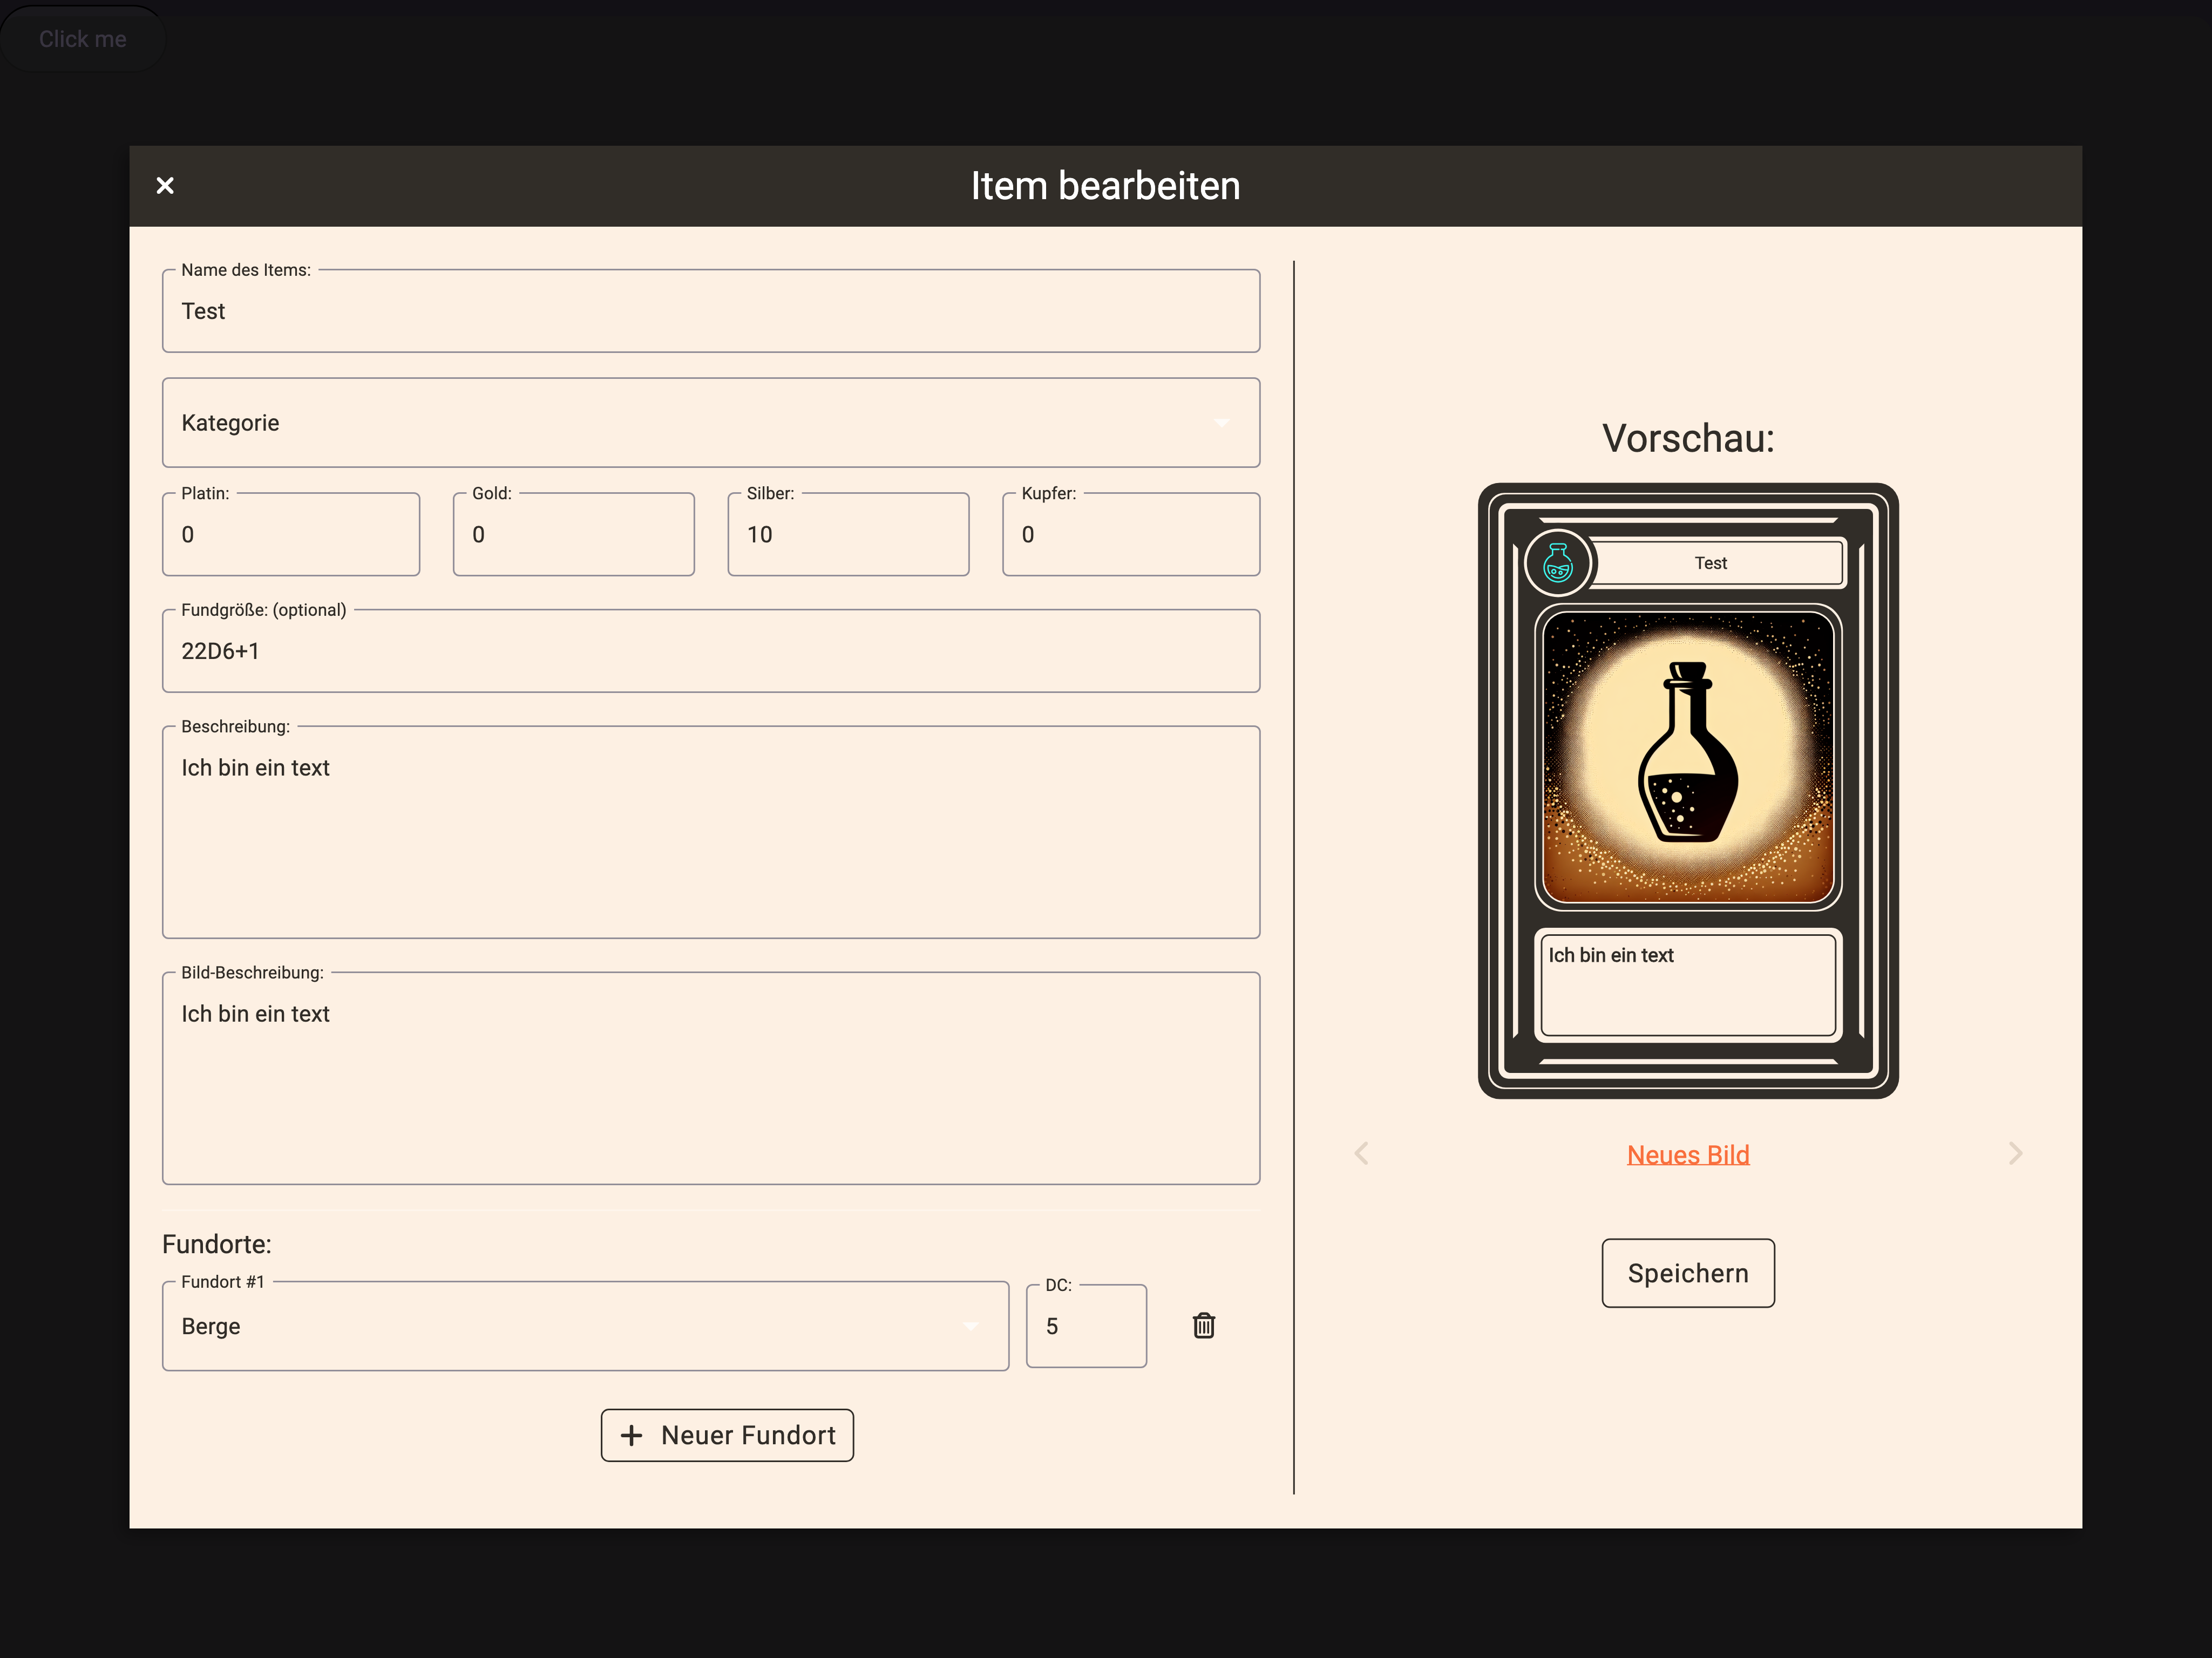 Click me
Item bearbeiten
Name des Items:
Test
Kategorie
Platin:
0
Gold:
0
Silber:
10
Kupfer:
0
Fundgröße: (optional)
22D6+1
Beschreibung:
Ich bin ein text
Bild-Beschreibung:
Ich bin ein text
Fundorte:
Fundort #1
Berge
DC:
5
Neuer Fundort
Vorschau:
Test
Ich bin ein text
Neues Bild
Speichern